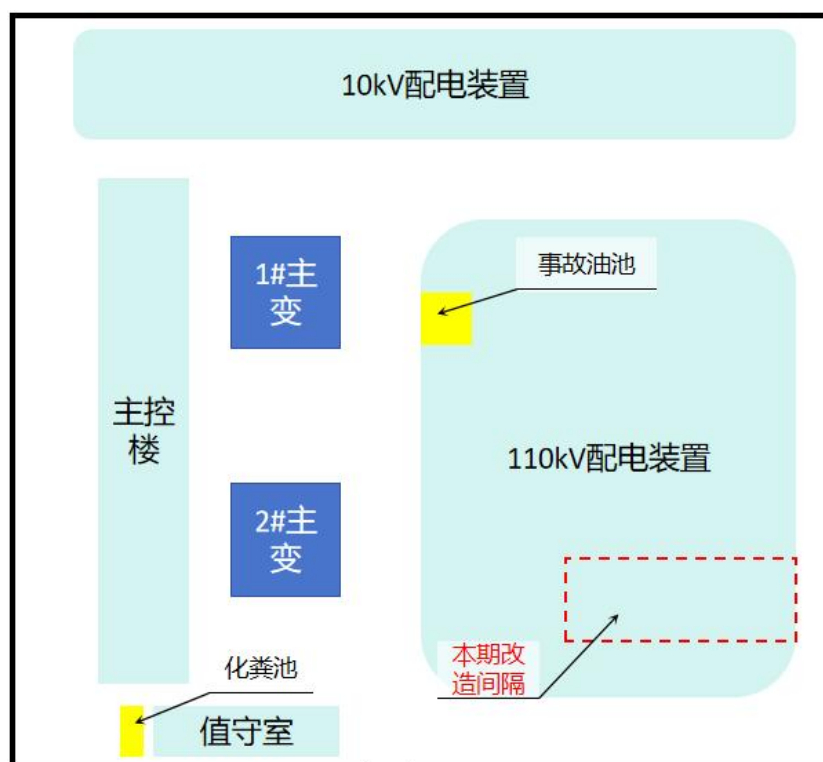 10kV配电装置
1#主
变
事故油池
主控
楼
110kV配电装置
2#主
变
本期改
造间隔
化粪池
值守室